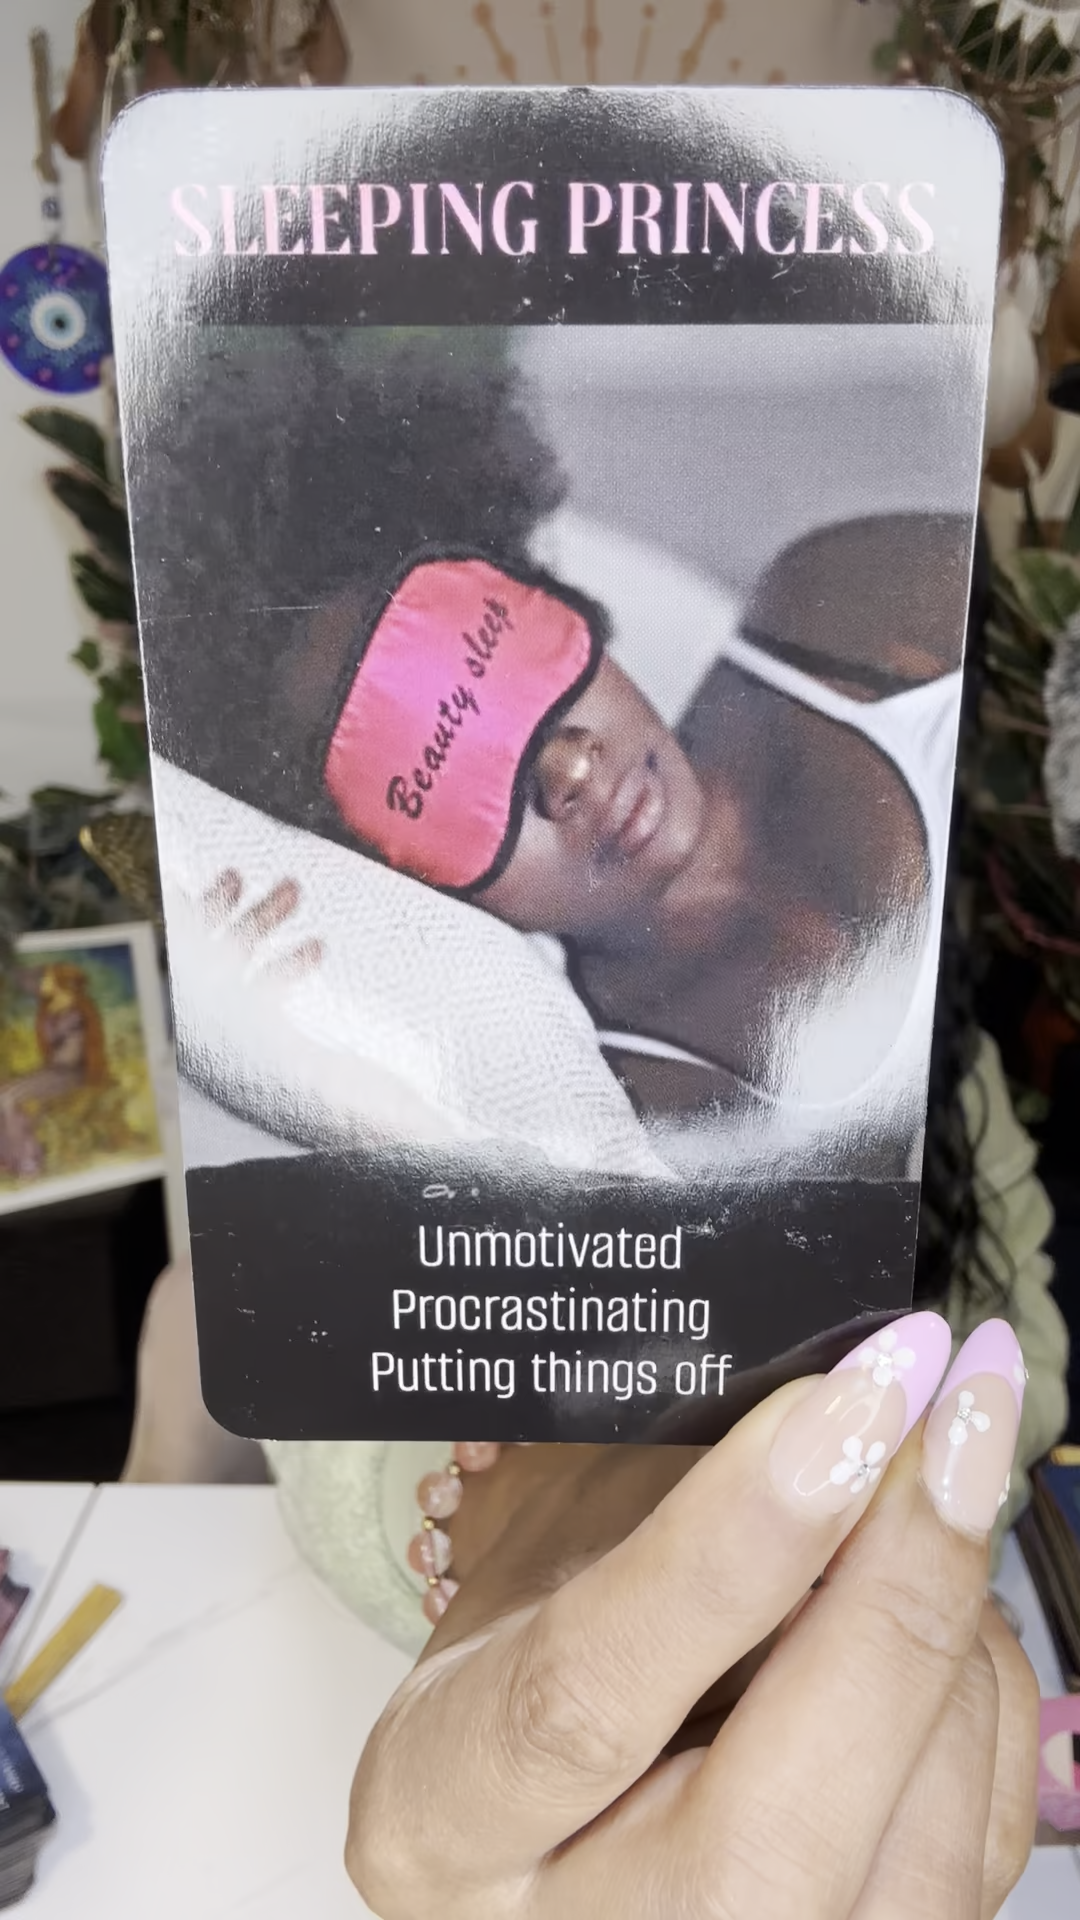 SLEEPING PRINCESS
Beauty sleep
Unmotivated
Procrastinating
Putting things off